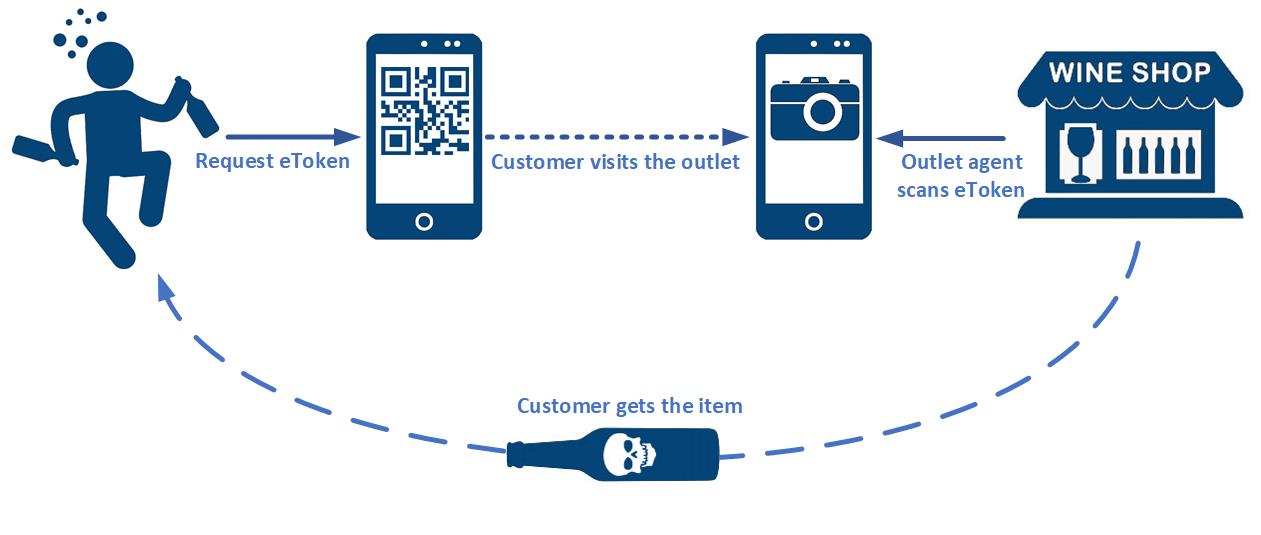 WINE SHOP
Request eToken
Customer visits the outlet
Outlet agent
scans eToken
Customer gets the item